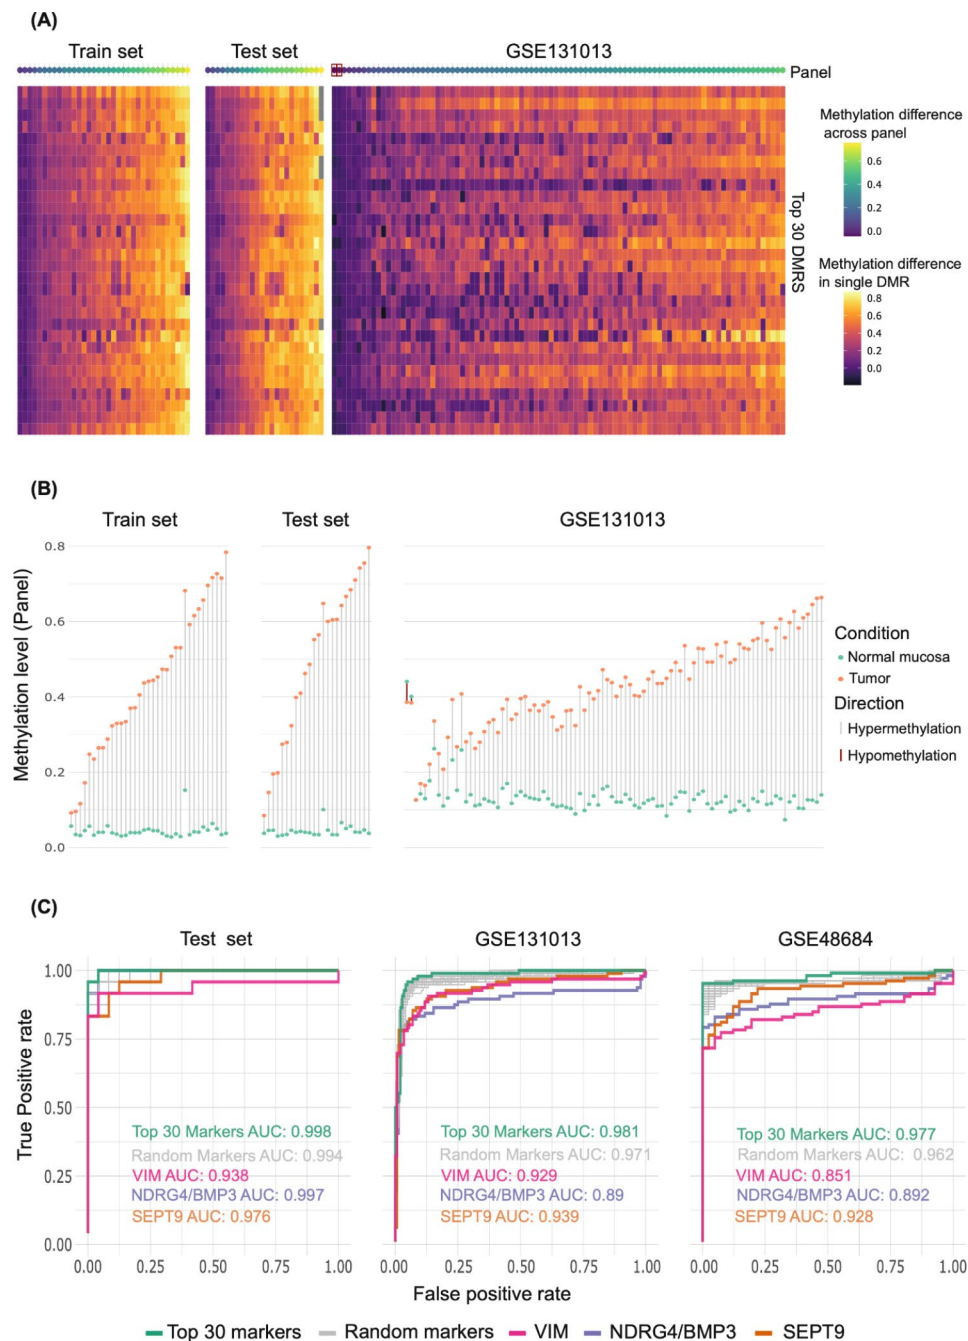 (A)
Train set Test set GSE131013
Panel
Methylation difference
across panel
0.6
0.4
0.2
0.0
Top 30 DMRS
Methylation difference
in single DMR
0.8
0.6
0.4
0.2
0.0
(B)
Train set Test set GSE131013
Methylation level (Panel)
0.8
0.6
0.4
0.2
0.0
Condition
Normal mucosa
Tumor
Direction
Hypermethylation
Hypomethylation
(C)
Test set GSE131013 GSE48684
True Positive rate
1.00
0.75
0.50
0.25
0.00
Top 30 Markers AUC: 0.998
Random Markers AUC: 0.994
VIM AUC: 0.938
NDRG4/BMP3 AUC: 0.997
SEPT9 AUC: 0.976
Top 30 Markers AUC: 0.981
Random Markers AUC: 0.971
VIM AUC: 0.929
NDRG4/BMP3 AUC: 0.89
SEPT9 AUC: 0.939
Top 30 Markers AUC: 0.977
Random Markers AUC: 0.962
VIM AUC: 0.851
NDRG4/BMP3 AUC: 0.892
SEPT9 AUC: 0.928
0.00 0.25 0.50 0.75 1.00 0.00 0.25 0.50 0.75 1.00 0.00 0.25 0.50 0.75 1.00
False positive rate
Top 30 markers Random markers VIM NDRG4/BMP3 SEPT9